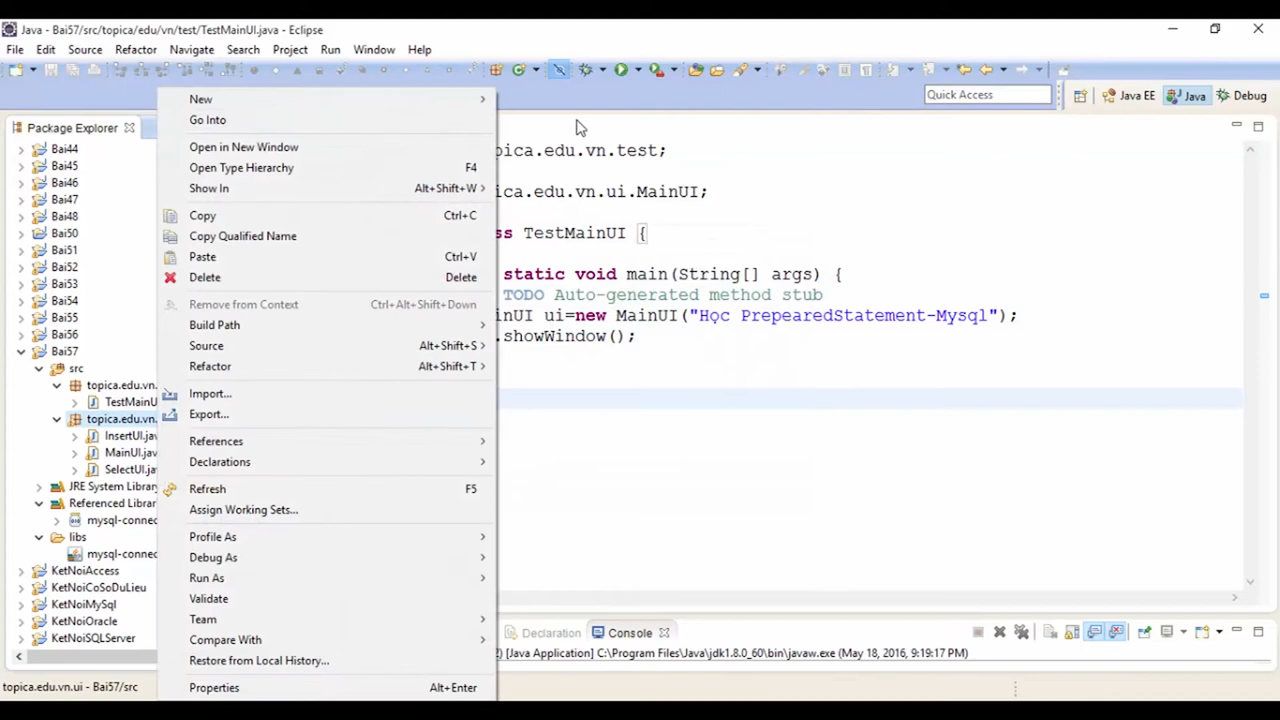 Java - Bai57/src/topica/edu/vn/test/TestMainUI.java - Eclipse
File Edit Source Refactor Navigate Search Project Run Window Help
Quick Access
Java EE
Java
Debug
Package Explorer
Bai44
Bai45
Bai46
Bai47
Bai48
Bai50
Bai51
Bai52
Bai53
Bai54
Bai55
Bai56
Bai57
src
topica.edu.vn.
TestMainU
topica.edu.vn.
InsertUI.jav
MainUI.jav
SelectUI.jav
JRE System Library
Referenced Librar
mysql-connec
libs
mysql-connec
KetNoiAccess
KetNoiCoSoDuLieu
KetNoiMySql
KetNoiOracle
KetNoiSQLServer
New
Go Into
Open in New Window
Open Type Hierarchy F4
Show In Alt+Shift+W
Copy Ctrl+C
Copy Qualified Name
Paste Ctrl+V
Delete Delete
Remove from Context Ctrl+Alt+Shift+Down
Build Path
Source Alt+Shift+S
Refactor Alt+Shift+T
Import...
Export...
References
Declarations
Refresh F5
Assign Working Sets...
Profile As
Debug As
Run As
Validate
Team
Compare With
Restore from Local History...
Properties Alt+Enter
pica.edu.vn.test;
pica.edu.vn.ui.MainUI;
ss TestMainUI {
static void main(String[] args) {
TODO Auto-generated method stub
inUI ui=new MainUI("Học PrepearedStatement-Mysql");
.showWindow();
Declaration
Console
) [Java Application] C:\Program Files\Java\jdk1.8.0_60\bin\javaw.exe (May 18, 2016, 9:19:17 PM)
topica.edu.vn.ui - Bai57/src